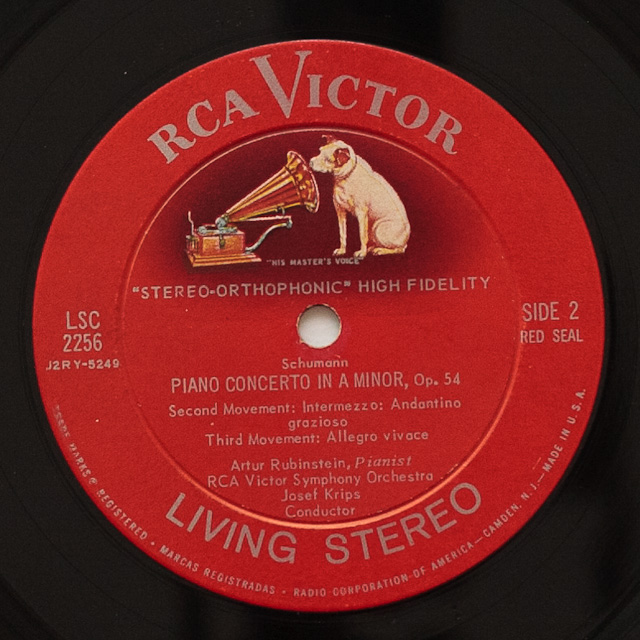 RCA VICTOR
"HIS MASTER'S VOICE"
"STEREO-ORTHOPHONIC" HIGH FIDELITY
LSC
2256
J2RY-5249
SIDE 2
RED SEAL
Schumann
PIANO CONCERTO IN A MINOR, Op. 54
Second Movement: Intermezzo: Andantino
grazioso
Third Movement: Allegro vivace
Artur Rubinstein, Pianist
RCA Victor Symphony Orchestra
Josef Krips
Conductor
LIVING STEREO
MARKS ® REGISTERED • MARCAS REGISTRADAS • RADIO CORPORATION OF AMERICA—CAMDEN, N. J.—MADE IN U.S.A.